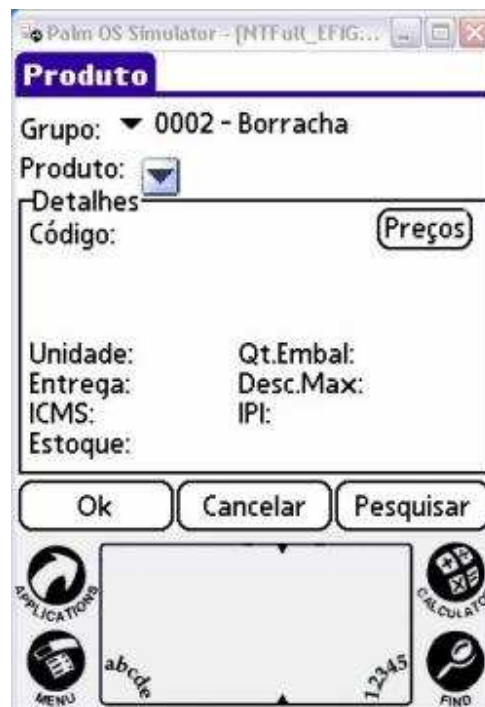 Palm OS Simulator - [NTFull_EFIG...
Produto
Grupo: 0002 - Borracha
Produto:
Detalhes
Código: Preços
Unidade: Qt.Embal:
Entrega: Desc.Max:
ICMS: IPI:
Estoque:
Ok Cancelar Pesquisar
APPLICATIONS CALCULATOR
abcde 12345
MENU FIND